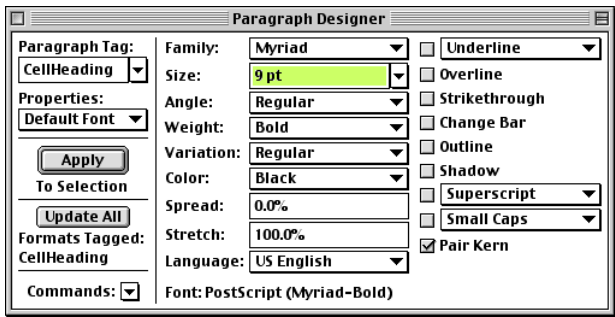 Paragraph Designer
Paragraph Tag:
CellHeading
Properties:
Default Font
Apply
To Selection
Update All
Formats Tagged:
CellHeading
Commands:
Family: Myriad
Size: 9 pt
Angle: Regular
Weight: Bold
Variation: Regular
Color: Black
Spread: 0.0%
Stretch: 100.0%
Language: US English
Font: PostScript (Myriad-Bold)
Underline
Overline
Strikethrough
Change Bar
Outline
Shadow
Superscript
Small Caps
Pair Kern